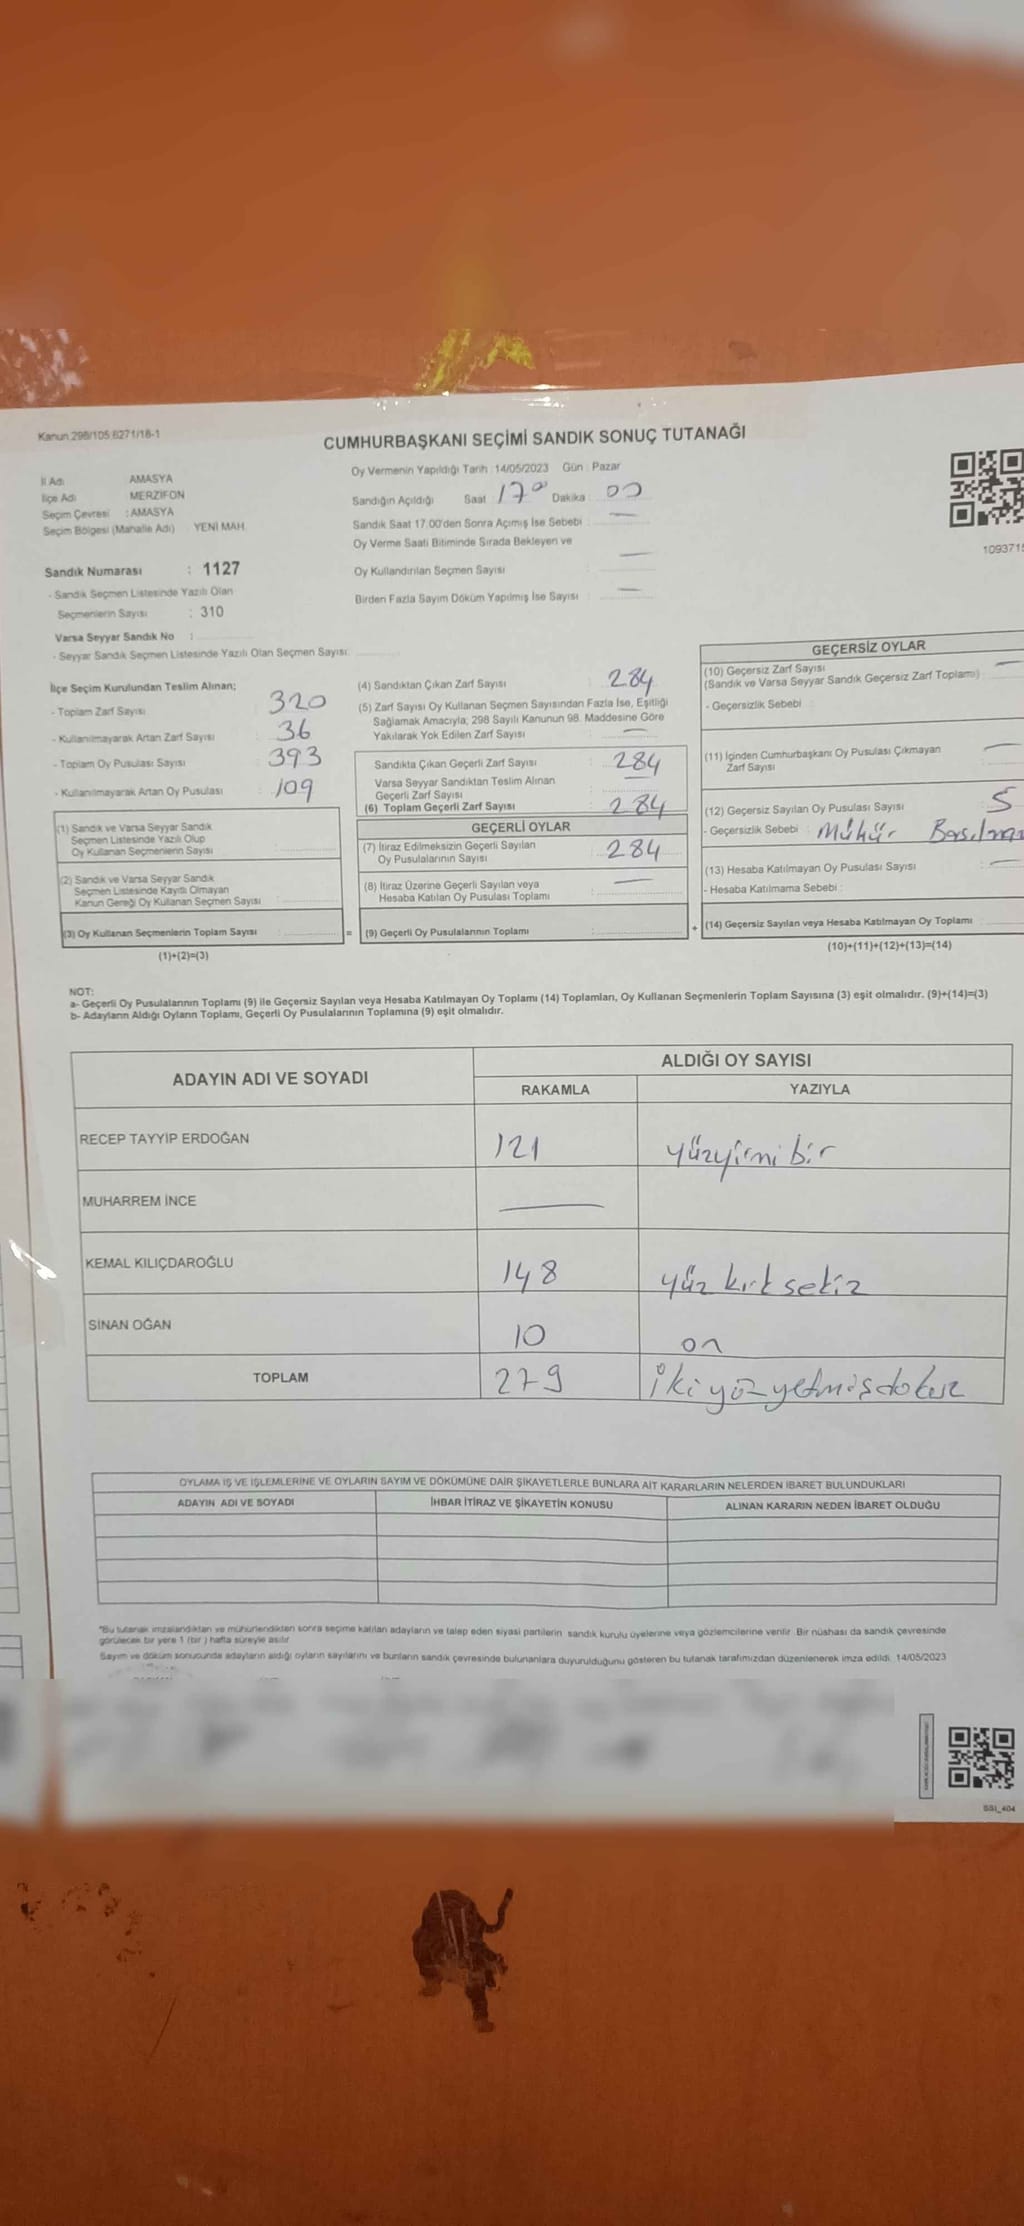 Kanun:298/105.6271/18-1
CUMHURBAŞKANI SEÇİMİ SANDIK SONUÇ TUTANAĞI
İl Adı AMASYA
İlçe Adı MERZİFON
Seçim Çevresi : AMASYA
Seçim Bölgesi (Mahalle Adı) YENİ MAH.
Oy Vermenin Yapıldığı Tarih : 14/05/2023 Gün : Pazar
Sandığın Açıldığı Saat 17 00 Dakika : 00
Sandık Saat 17.00'den Sonra Açımış İse Sebebi : —
Oy Verme Saati Bitiminde Sırada Bekleyen ve
Oy Kullandırılan Seçmen Sayısı : —
Birden Fazla Sayım Döküm Yapılmış İse Sayısı : —
1093715
Sandık Numarası : 1127
- Sandık Seçmen Listesinde Yazılı Olan
Seçmenlerin Sayısı : 310
Varsa Seyyar Sandık No :
- Seyyar Sandık Seçmen Listesinde Yazılı Olan Seçmen Sayısı:
İlçe Seçim Kurulundan Teslim Alınan;
- Toplam Zarf Sayısı : 320
- Kullanılmayarak Artan Zarf Sayısı : 36
- Toplam Oy Pusulası Sayısı : 393
- Kullanılmayarak Artan Oy Pusulası : 109
(1) Sandık ve Varsa Seyyar Sandık
Seçmen Listesinde Yazılı Olup
Oy Kullanan Seçmenlerin Sayısı :
(2) Sandık ve Varsa Seyyar Sandık
Seçmen Listesinde Kayıtlı Olmayan
Kanun Gereği Oy Kullanan Seçmen Sayısı :
(3) Oy Kullanan Seçmenlerin Toplam Sayısı :
(1)+(2)=(3)
=
(4) Sandıktan Çıkan Zarf Sayısı : 284
(5) Zarf Sayısı Oy Kullanan Seçmen Sayısından Fazla İse, Eşitliği
Sağlamak Amacıyla; 298 Sayılı Kanunun 98. Maddesine Göre
Yakılarak Yok Edilen Zarf Sayısı : —
Sandıkta Çıkan Geçerli Zarf Sayısı : 284
Varsa Seyyar Sandıktan Teslim Alınan
Geçerli Zarf Sayısı : —
(6) Toplam Geçerli Zarf Sayısı : 284
GEÇERLİ OYLAR
(7) İtiraz Edilmeksizin Geçerli Sayılan
Oy Pusulalarının Sayısı : 284
(8) İtiraz Üzerine Geçerli Sayılan veya
Hesaba Katılan Oy Pusulası Toplamı : —
(9) Geçerli Oy Pusulalarının Toplamı :
+
GEÇERSİZ OYLAR
(10) Geçersiz Zarf Sayısı —
(Sandık ve Varsa Seyyar Sandık Geçersiz Zarf Toplamı) :
- Geçersizlik Sebebi :
(11) İçinden Cumhurbaşkanı Oy Pusulası Çıkmayan —
Zarf Sayısı
(12) Geçersiz Sayılan Oy Pusulası Sayısı : 5
- Geçersizlik Sebebi : Mühür
(13) Hesaba Katılmayan Oy Pusulası Sayısı : —
- Hesaba Katılmama Sebebi :
(14) Geçersiz Sayılan veya Hesaba Katılmayan Oy Toplamı :
(10)+(11)+(12)+(13)=(14)
NOT:
a- Geçerli Oy Pusulalarının Toplamı (9) ile Geçersiz Sayılan veya Hesaba Katılmayan Oy Toplamı (14) Toplamları, Oy Kullanan Seçmenlerin Toplam Sayısına (3) eşit olmalıdır. (9)+(14)=(3)
b- Adayların Aldığı Oyların Toplamı, Geçerli Oy Pusulalarının Toplamına (9) eşit olmalıdır.
ADAYIN ADI VE SOYADI
ALDIĞI OY SAYISI
RAKAMLA YAZIYLA
RECEP TAYYİP ERDOĞAN 121 yüzyirmi bir
MUHARREM İNCE —
KEMAL KILIÇDAROĞLU 148 yüz kırk sekiz
SİNAN OĞAN 10 on
TOPLAM 279 ikiyüzyetmişdokuz
OYLAMA İŞ VE İŞLEMLERİNE VE OYLARIN SAYIM VE DÖKÜMÜNE DAİR ŞİKAYETLERLE BUNLARA AİT KARARLARIN NELERDEN İBARET BULUNDUKLARI
ADAYIN ADI VE SOYADI İHBAR İTİRAZ VE ŞİKAYETİN KONUSU ALINAN KARARIN NEDEN İBARET OLDUĞU
*Bu tutanak imzalandıktan ve mühürlendikten sonra seçime katılan adayların ve talep eden siyasi partilerin sandık kurulu üyelerine veya gözlemcilerine verilir. Bir nüshası da sandık çevresinde
görülecek bir yere 1 (bir ) hafta süreyle asılır.
Sayım ve döküm sonucunda adayların aldığı oyların sayılarını ve bunların sandık çevresinde bulunanlara duyurulduğunu gösteren bu tutanak tarafımızdan düzenlenerek imza edildi. 14/05/2023
SSI_404